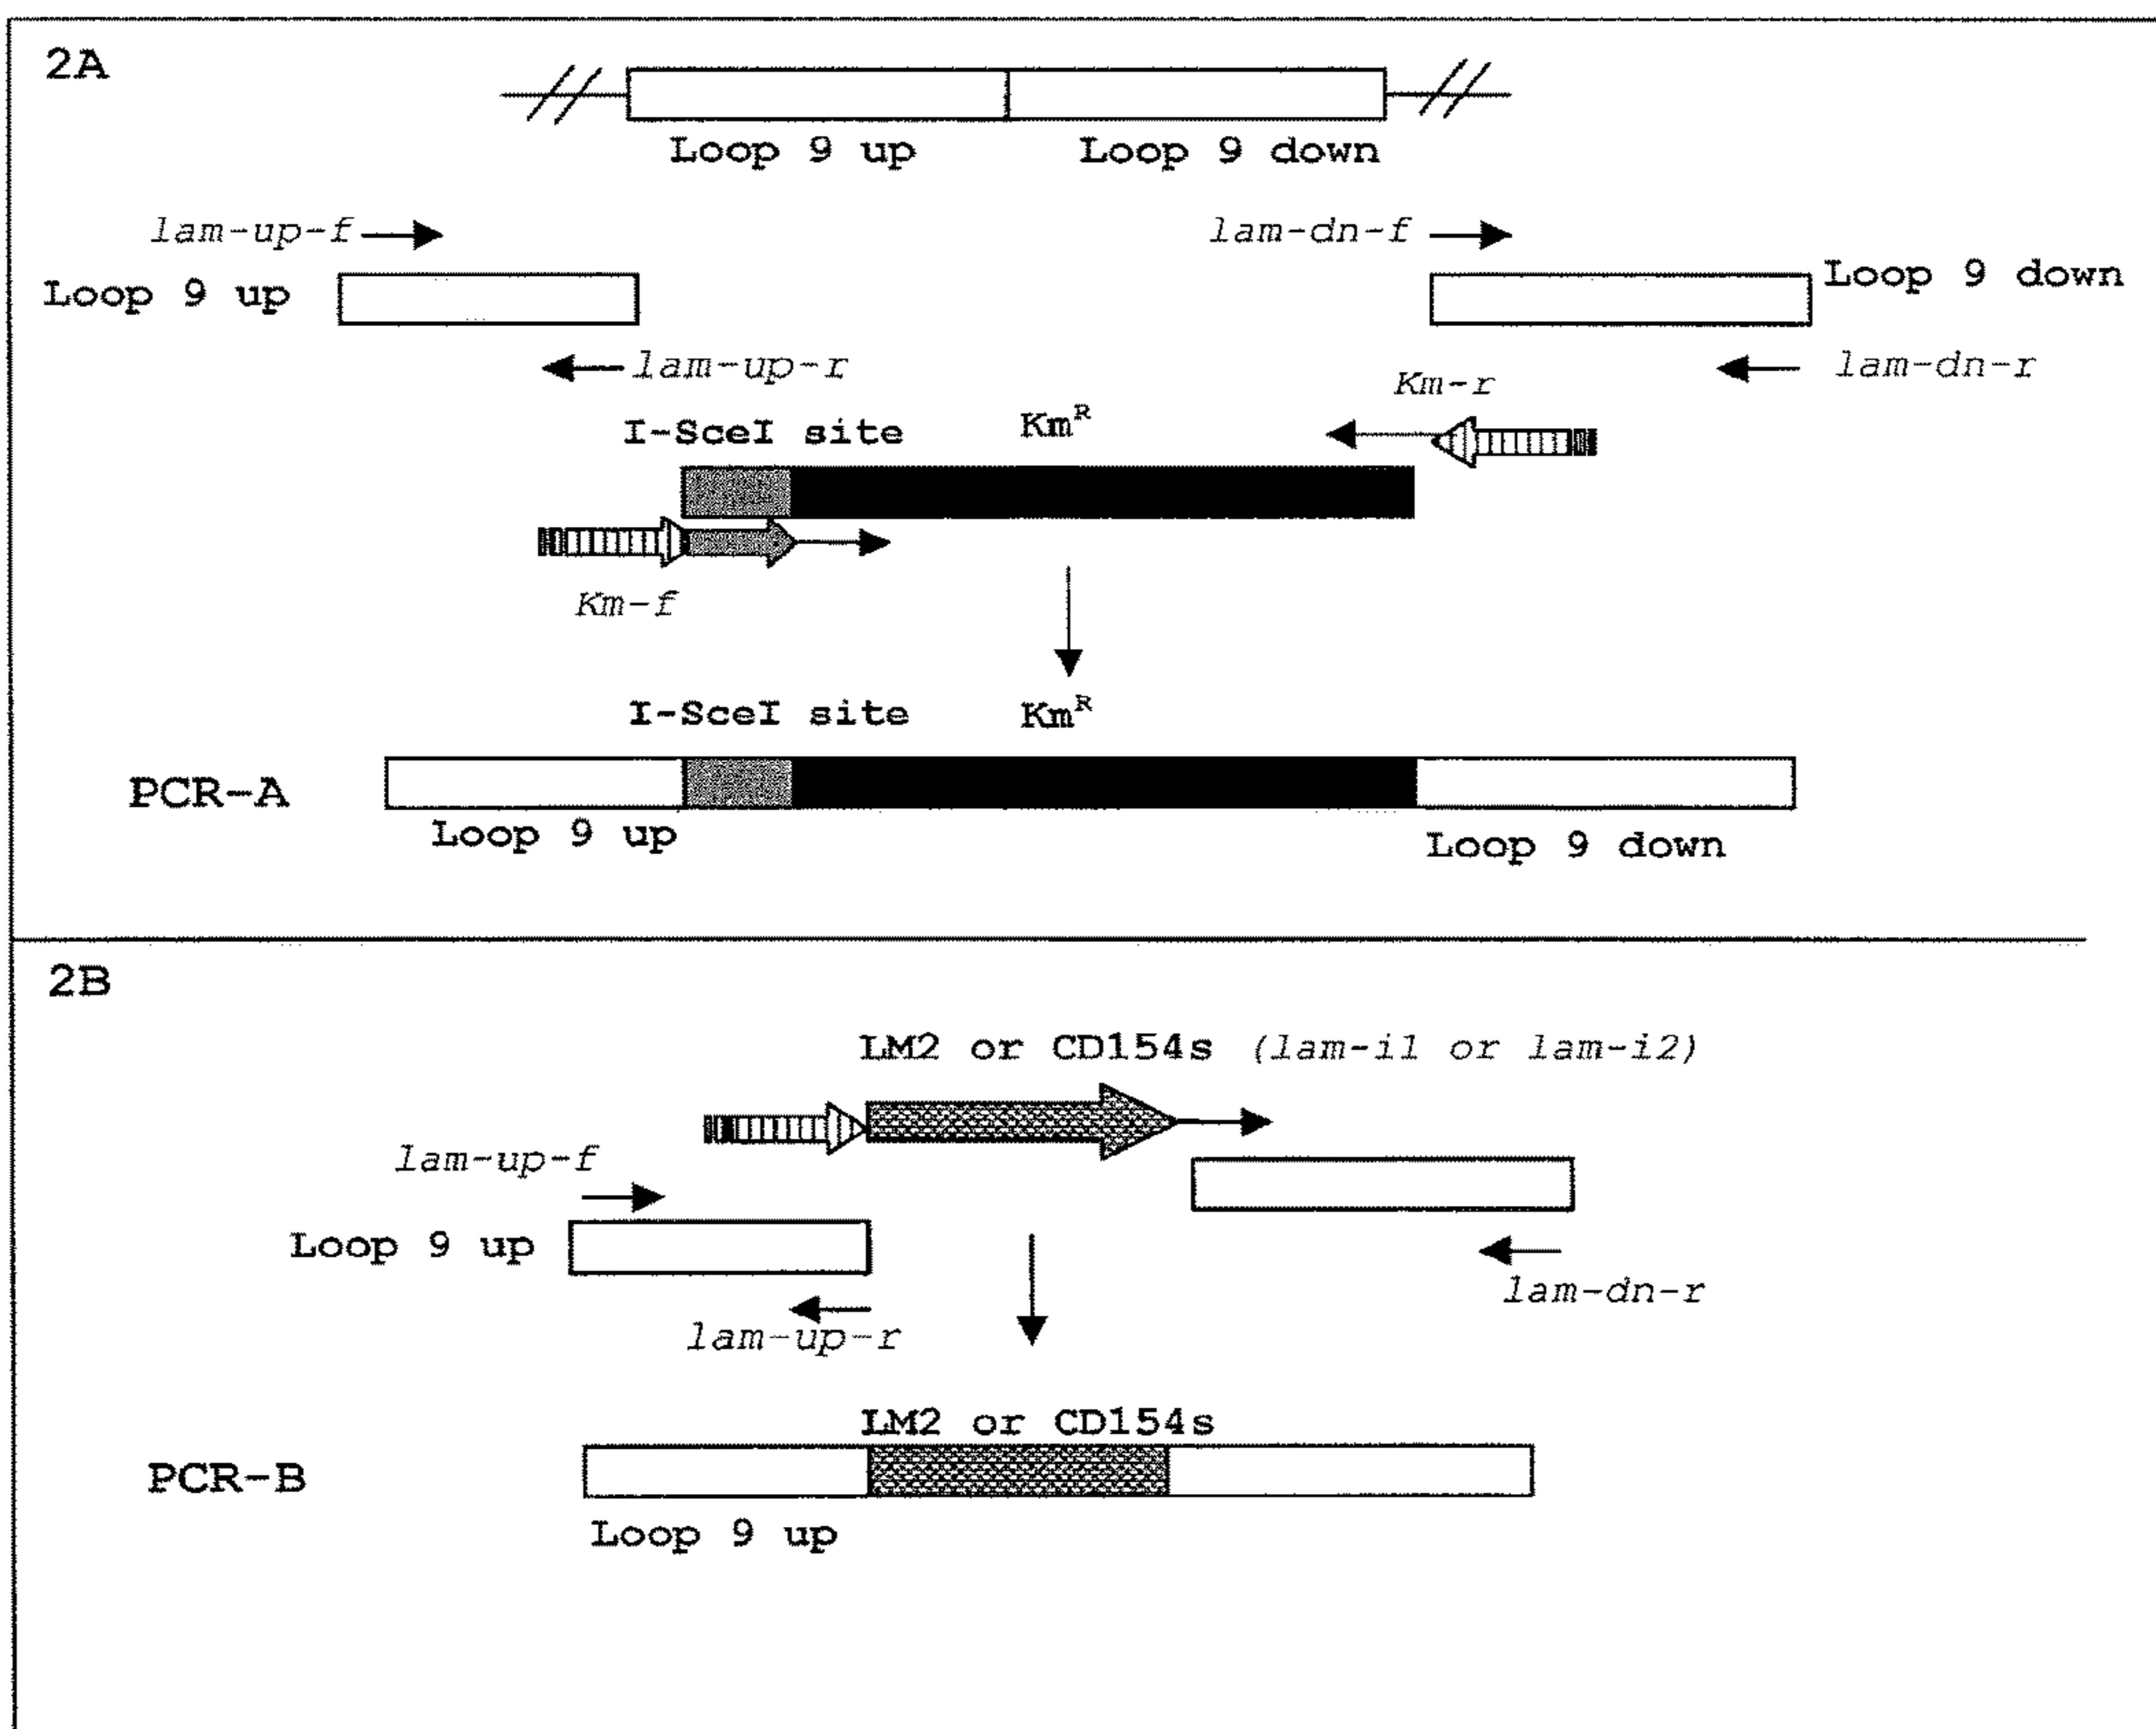 2A
Loop 9 up Loop 9 down
lam-up-f lam-dn-f
Loop 9 up Loop 9 down
lam-up-r lam-dn-r
Km-r
I-SceI site Km^R
Km-f
I-SceI site Km^R
PCR-A
Loop 9 up Loop 9 down
2B
LM2 or CD154s (lam-i1 or lam-i2)
lam-up-f
Loop 9 up
lam-dn-r
lam-up-r
LM2 or CD154s
PCR-B
Loop 9 up